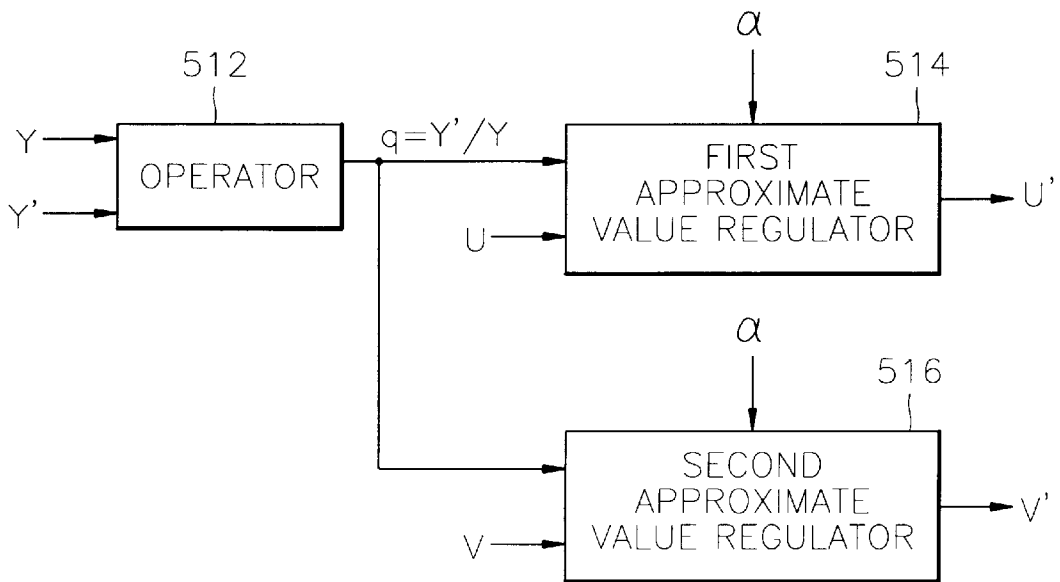 512
Y
Y'
OPERATOR
q=Y'/Y
α
514
FIRST
APPROXIMATE
VALUE REGULATOR
U
U'
α
516
SECOND
APPROXIMATE
VALUE REGULATOR
V
V'